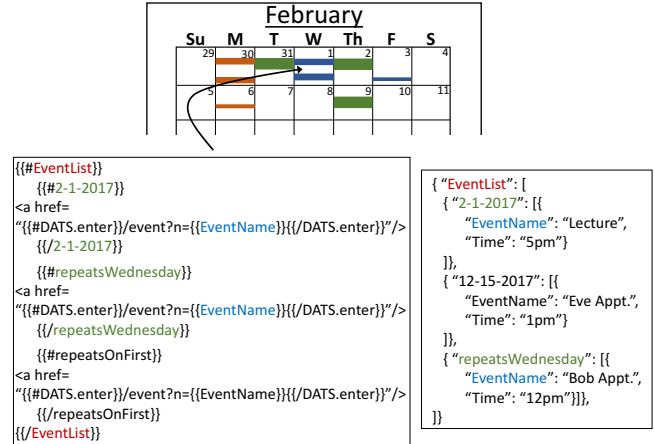 February
Su M T W Th F S
29 30 31 1 2 3 4
5 6 7 8 9 10 11
{{#EventList}}
{{#2-1-2017}}
<a href=
“{{#DATS.enter}}/event?n={{EventName}}{{/DATS.enter}}”/>
{{/2-1-2017}}
{{#repeatsWednesday}}
<a href=
“{{#DATS.enter}}/event?n={{EventName}}{{/DATS.enter}}”/>
{{/repeatsWednesday}}
{{#repeatsOnFirst}}
<a href=
“{{#DATS.enter}}/event?n={{EventName}}{{/DATS.enter}}”/>
{{/repeatsOnFirst}}
{{/EventList}}
{ “EventList”: [
{ “2-1-2017”: [{
“EventName”: “Lecture”,
“Time”: “5pm”}
]},
{ “12-15-2017”: [{
“EventName”: “Eve Appt.”,
“Time”: “1pm”}
]},
{ “repeatsWednesday”: [{
“EventName”: “Bob Appt.”,
“Time”: “12pm”}]},
]}